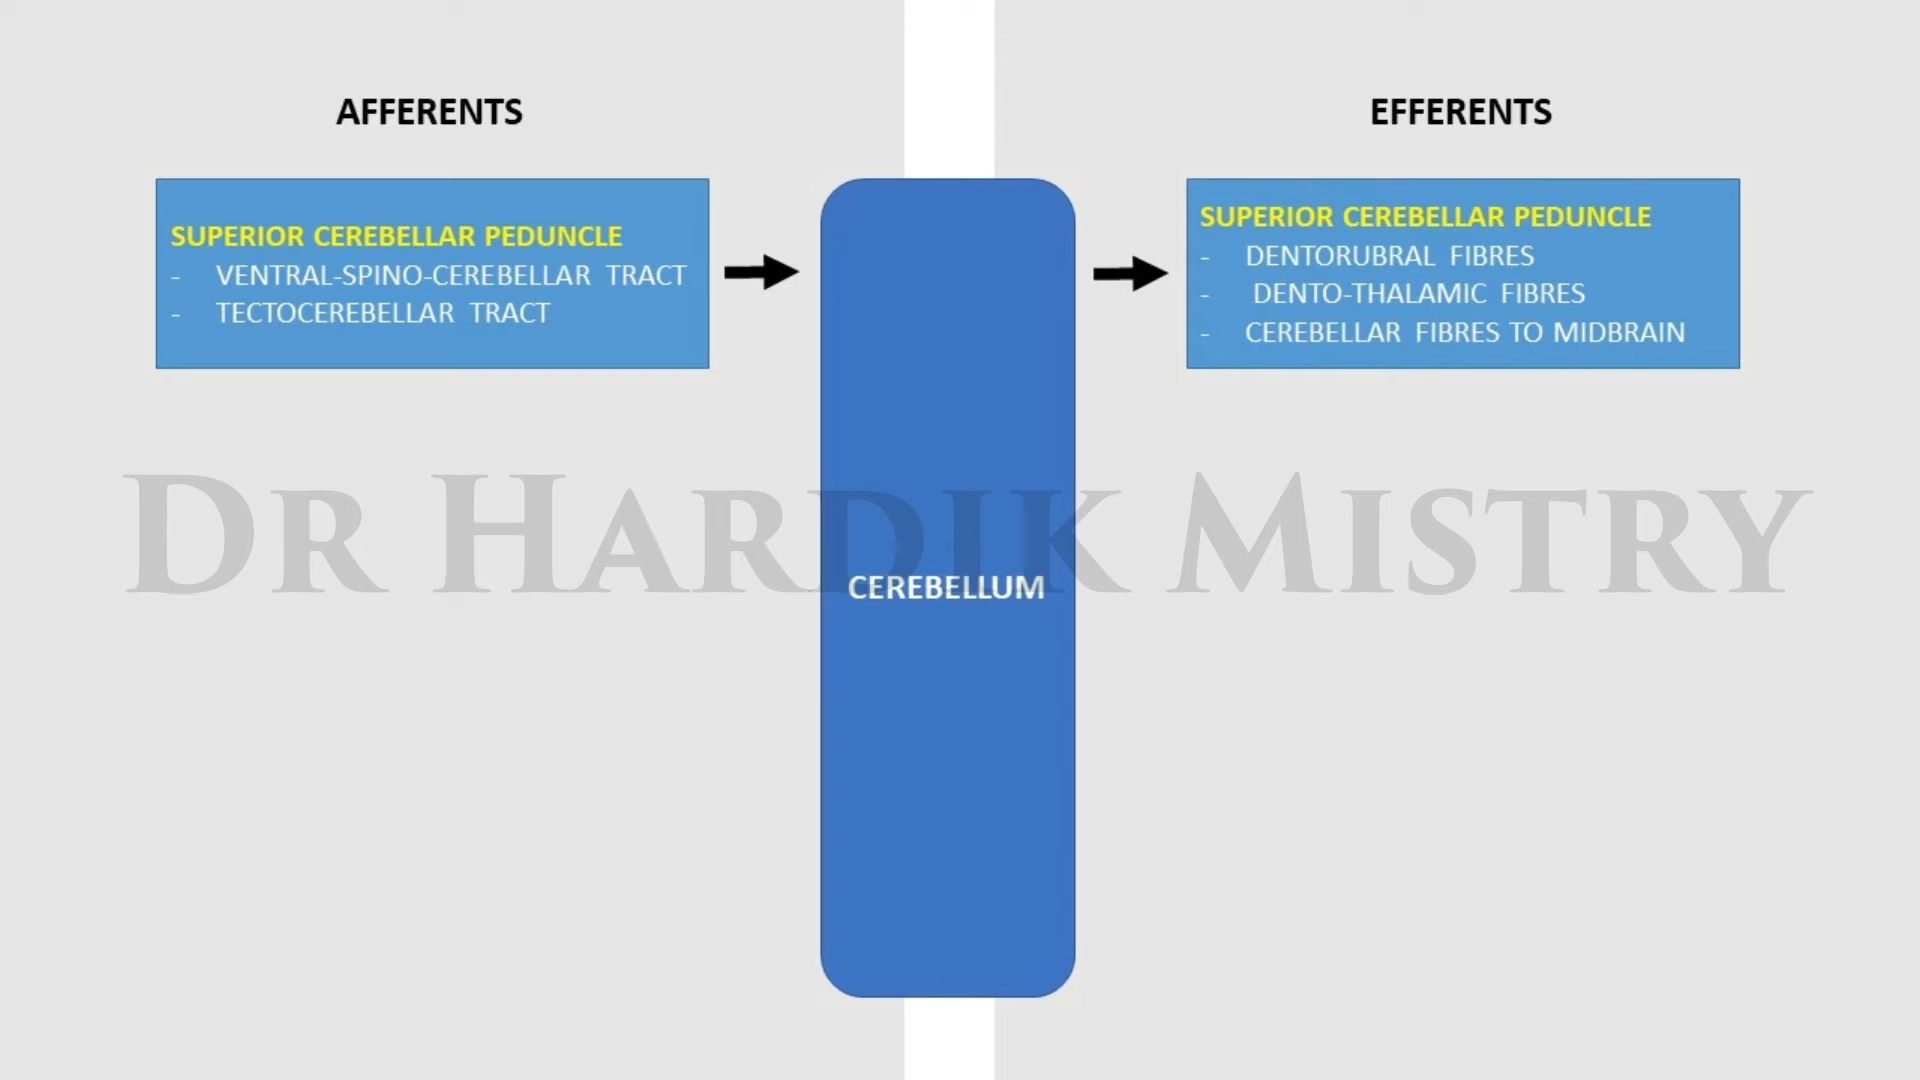 AFFERENTS
EFFERENTS
SUPERIOR CEREBELLAR PEDUNCLE
- VENTRAL-SPINO-CEREBELLAR TRACT
- TECTOCEREBELLAR TRACT
SUPERIOR CEREBELLAR PEDUNCLE
- DENTORUBRAL FIBRES
- DENTO-THALAMIC FIBRES
- CEREBELLAR FIBRES TO MIDBRAIN
DR HARDIK MISTRY
CEREBELLUM